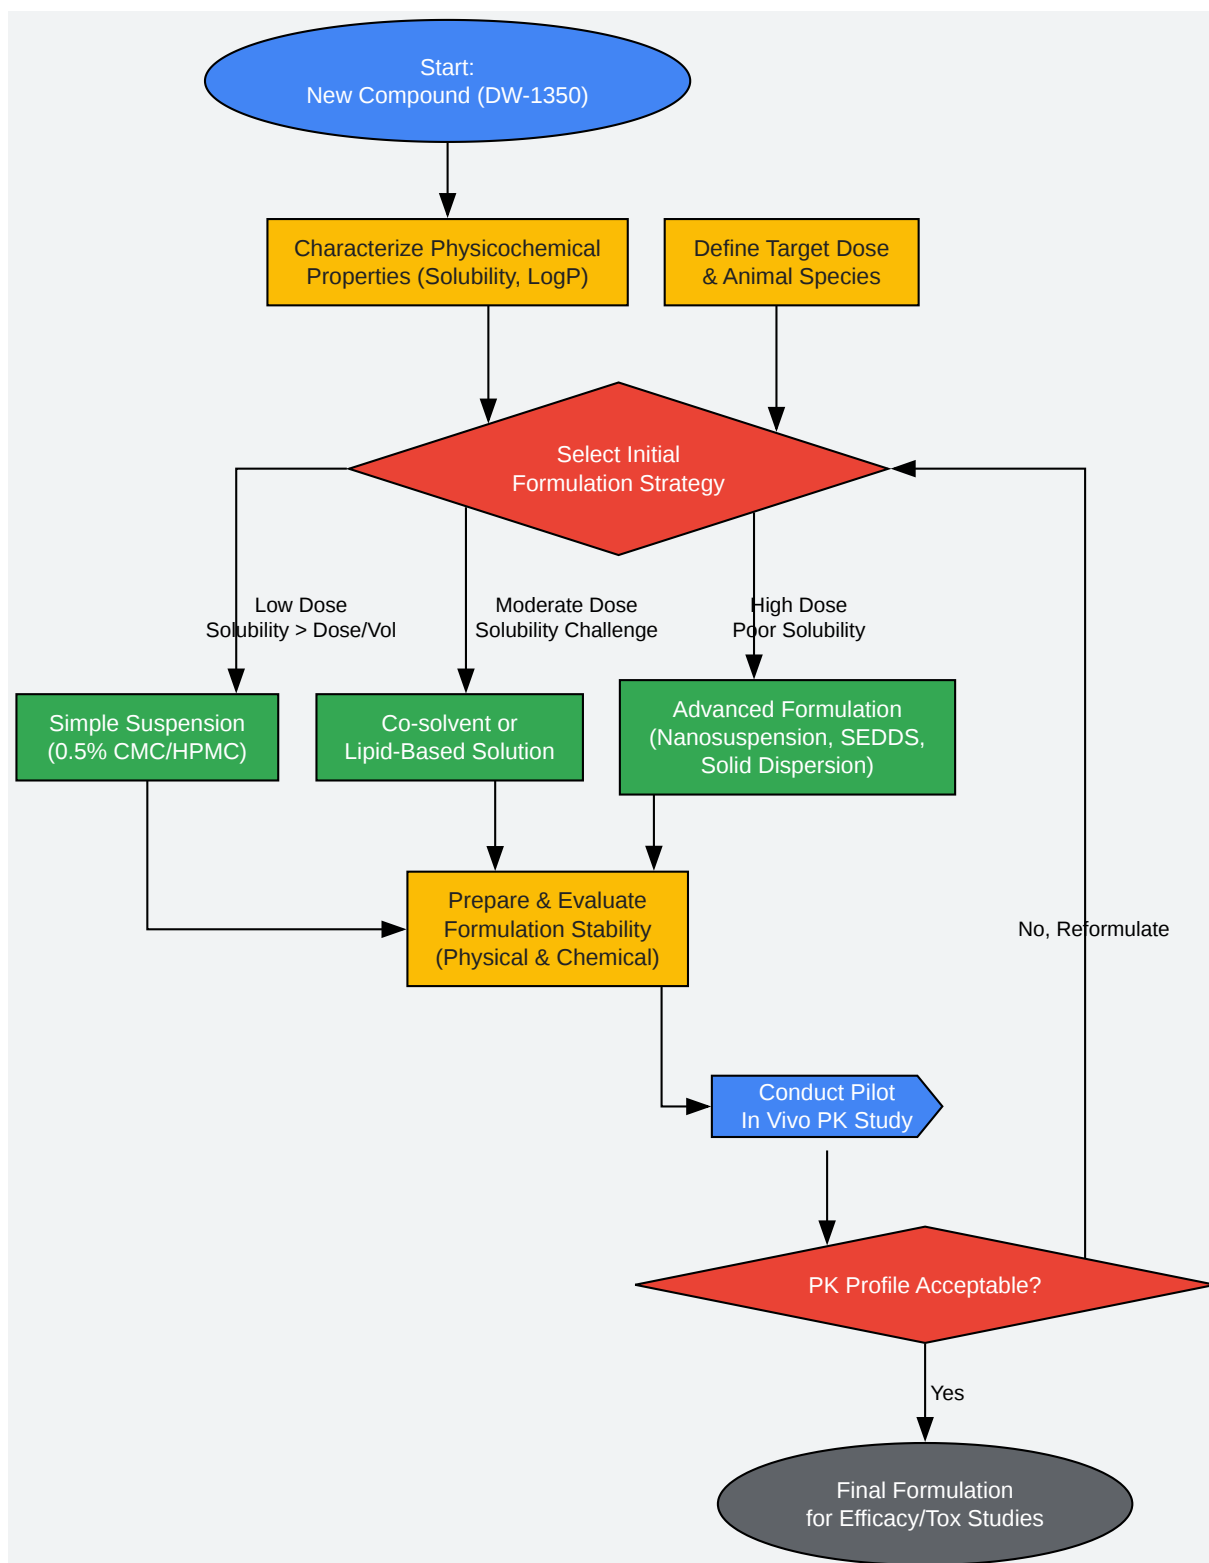 Start:
New Compound (DW-1350)
Characterize Physicochemical
Properties (Solubility, LogP)
Define Target Dose
& Animal Species
Select Initial
Formulation Strategy
Low Dose
Solubility > Dose/Vol
Moderate Dose
Solubility Challenge
High Dose
Poor Solubility
Simple Suspension
(0.5% CMC/HPMC)
Co-solvent or
Lipid-Based Solution
Advanced Formulation
(Nanosuspension, SEDDS,
Solid Dispersion)
Prepare & Evaluate
Formulation Stability
(Physical & Chemical)
No, Reformulate
Conduct Pilot
In Vivo PK Study
PK Profile Acceptable?
Yes
Final Formulation
for Efficacy/Tox Studies